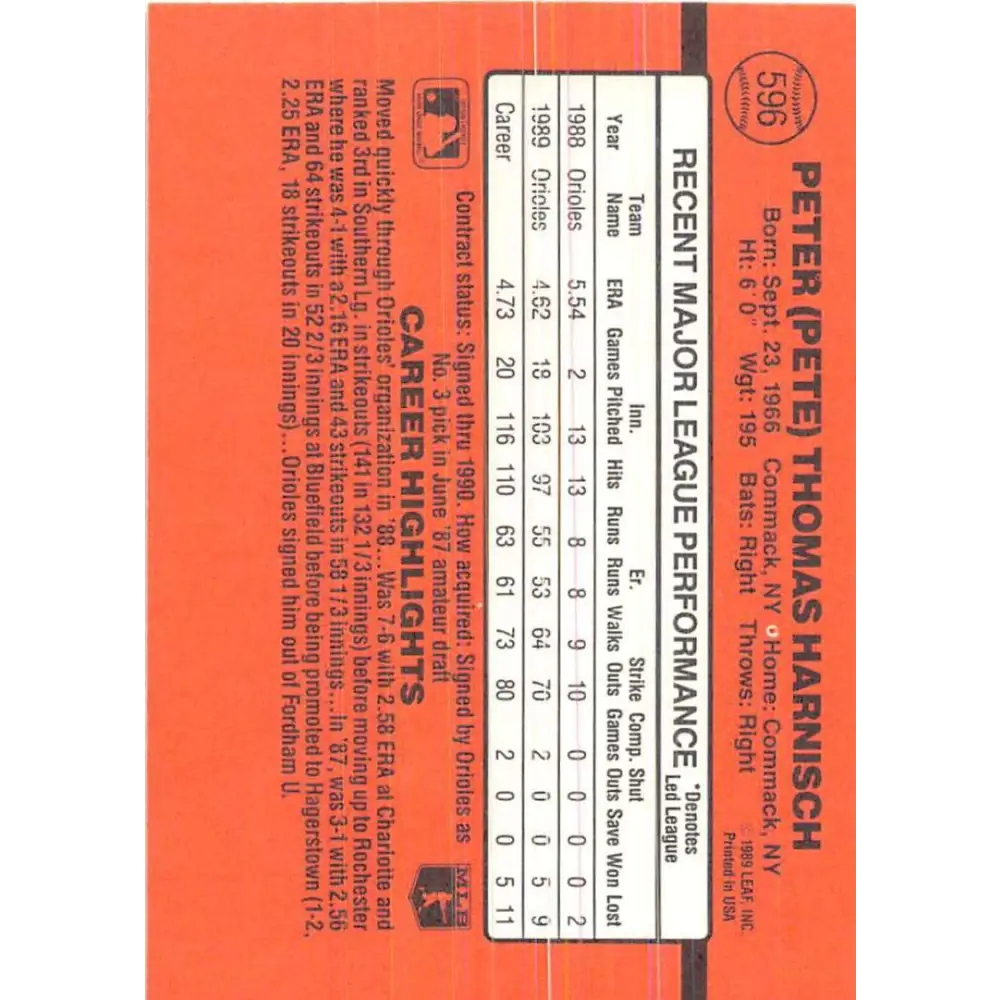 596
PETER (PETE) THOMAS HARNISCH
Born: Sept. 23, 1966 Commack, NY Home: Commack, NY
Ht: 6' 0" Wgt: 195 Bats: Right Throws: Right
© 1989 LEAF, INC.
Printed in USA
RECENT MAJOR LEAGUE PERFORMANCE
*Denotes
Led League
Team Inn. Er. Strike Comp. Shut
Year Name ERA Games Pitched Hits Runs Runs Walks Outs Games Outs Save Won Lost
1988 Orioles 5.54 2 13 13 8 8 9 10 0 0 0 0 2
1989 Orioles 4.62 18 103 97 55 53 64 70 2 0 0 5 9
Career 4.73 20 116 110 63 61 73 80 2 0 0 5 11
Contract status: Signed thru 1990. How acquired: Signed by Orioles as
No. 3 pick in June '87 amateur draft
MLB
CAREER HIGHLIGHTS
Moved quickly through Orioles' organization in '88...Was 7-6 with 2.58 ERA at Charlotte and
ranked 3rd in Southern Lg. in strikeouts (141 in 132 1/3 innings) before moving up to Rochester
where he was 4-1 with a 2.16 ERA and 43 strikeouts in 58 1/3 innings...In '87, was 3-1 with 2.56
ERA and 64 strikeouts in 52 2/3 innings at Bluefield before being promoted to Hagerstown (1-2,
2.25 ERA, 18 strikeouts in 20 innings)...Orioles signed him out of Fordham U.